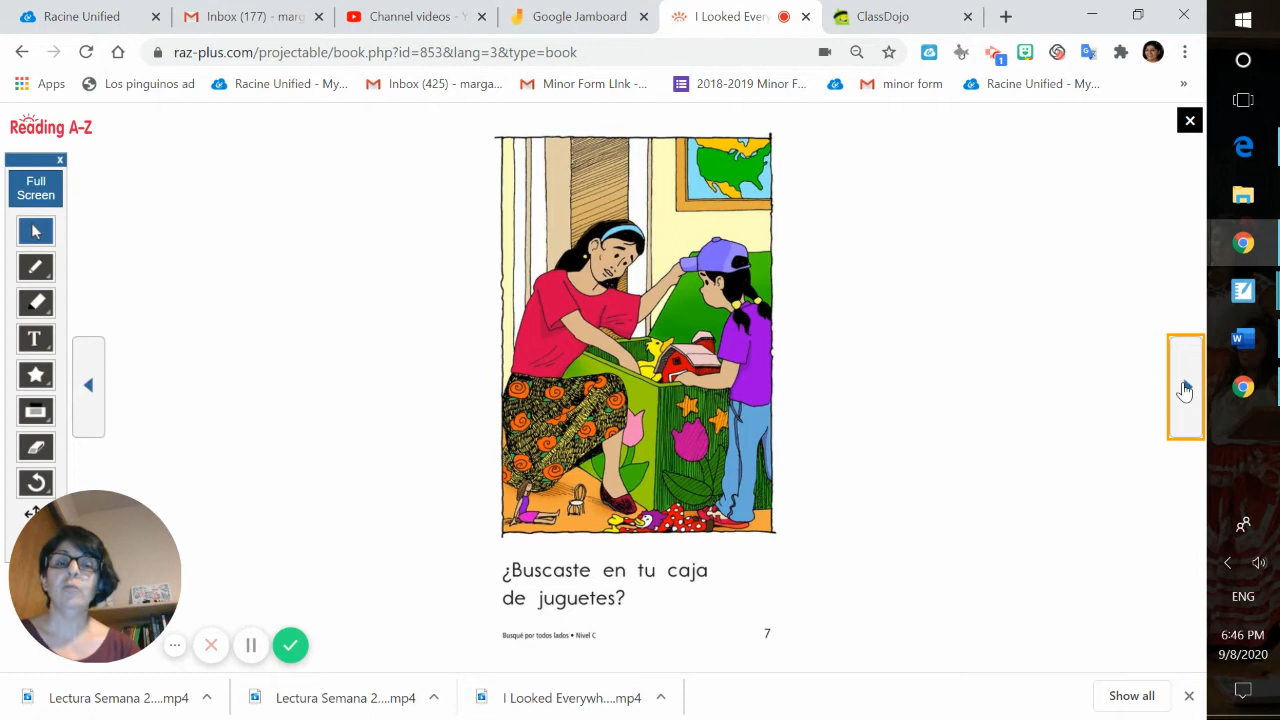 Racine Unified
Inbox (177) - marg
Channel videos -
Google Jamboard
I Looked Every
ClassDojo
raz-plus.com/projectable/book.php?id=853&lang=3&type=book
1
Apps
Los pinguinos ad
Racine Unified - My...
Inbox (425) - marga...
Minor Form LInk -...
2018-2019 Minor F...
minor form
Racine Unified - My...
Reading A-Z
Full
Screen
T
¿Buscaste en tu caja
de juguetes?
Busqué por todos lados • Nivel C
7
W
ENG
6:46 PM
9/8/2020
Lectura Semana 2....mp4
Lectura Semana 2....mp4
I Looked Everywh....mp4
Show all